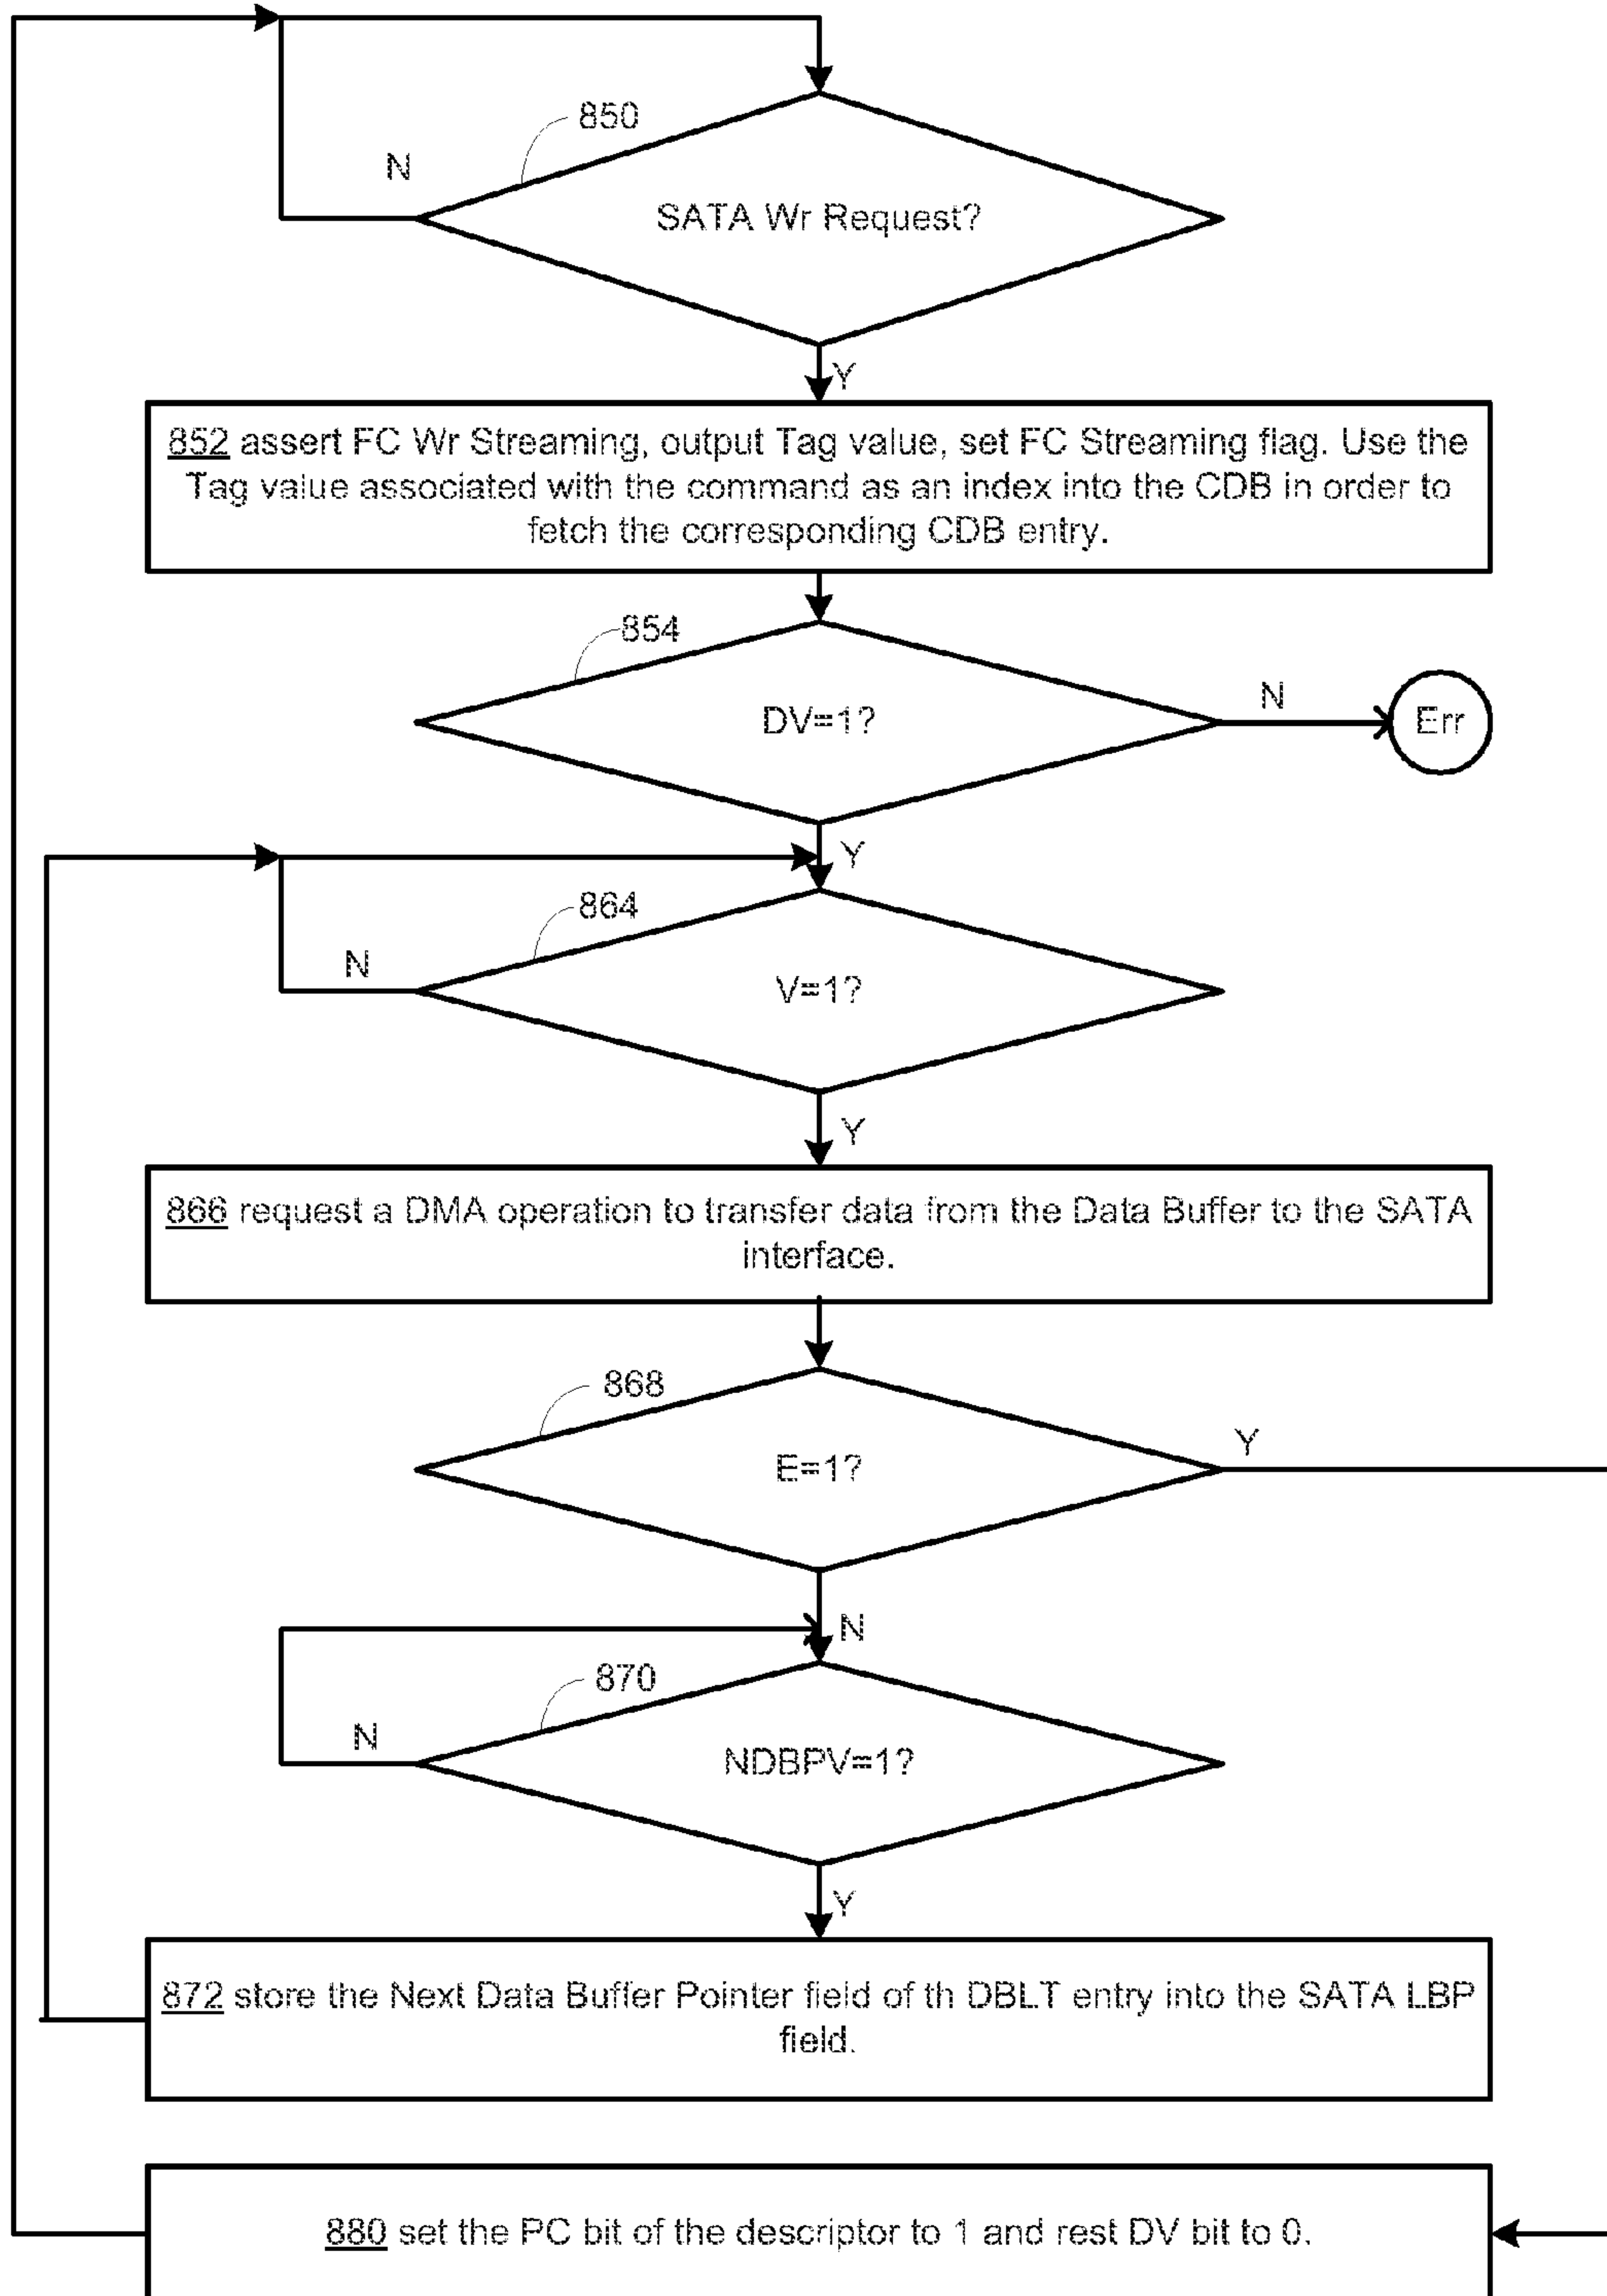 850
N
SATA Wr Request?
Y
852 assert FC Wr Streaming, output Tag value, set FC Streaming flag. Use the
Tag value associated with the command as an index into the CDB in order to
fetch the corresponding CDB entry.
854
N
DV=1?
Err
Y
864
N
V=1?
Y
866 request a DMA operation to transfer data from the Data Buffer to the SATA
interface.
868
Y
E=1?
N
870
N
NDBPV=1?
Y
872 store the Next Data Buffer Pointer field of th DBLT entry into the SATA LBP
field.
880 set the PC bit of the descriptor to 1 and rest DV bit to 0.